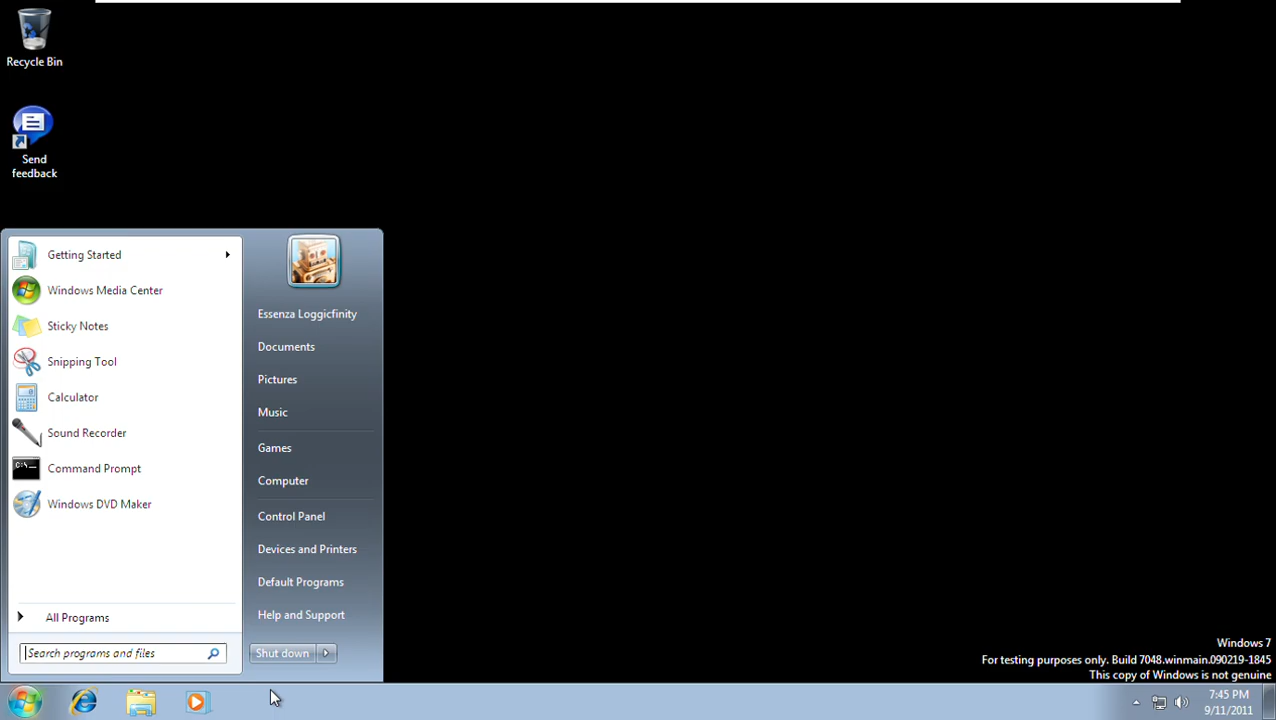 Recycle Bin
Send
feedback
Getting Started
Windows Media Center
Sticky Notes
Snipping Tool
Calculator
Sound Recorder
Command Prompt
Windows DVD Maker
All Programs
Search programs and files
Essenza Loggicfinity
Documents
Pictures
Music
Games
Computer
Control Panel
Devices and Printers
Default Programs
Help and Support
Shut down
Windows 7
For testing purposes only. Build 7048.winmain.090219-1845
This copy of Windows is not genuine
7:45 PM
9/11/2011